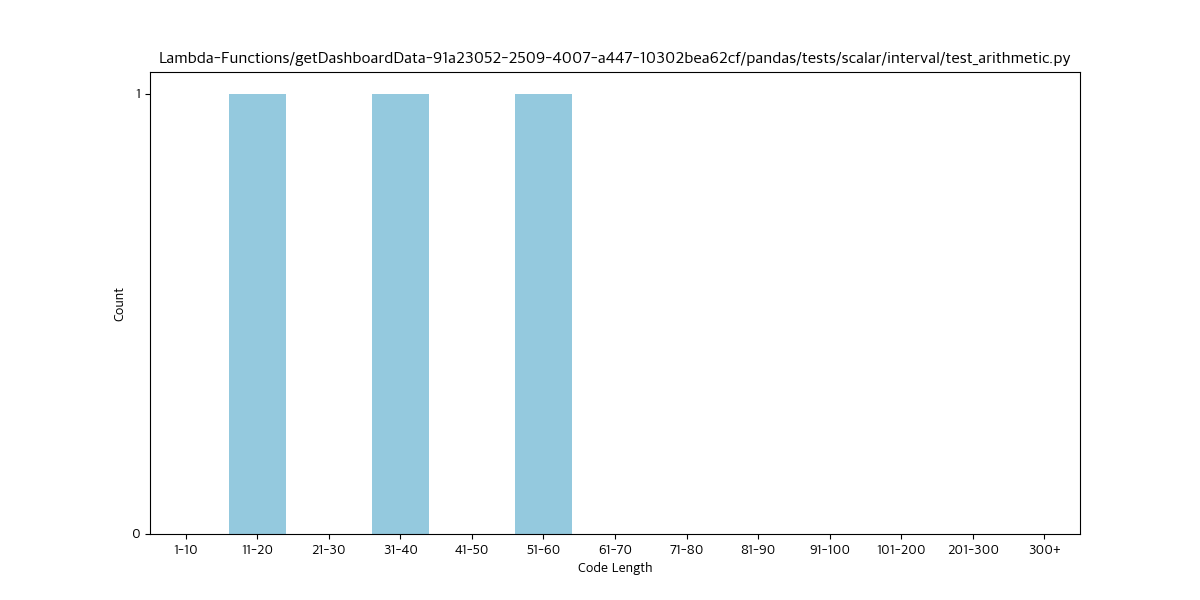 Lambda-Functions/getDashboardData-91a23052-2509-4007-a447-10302bea62cf/pandas/tests/scalar/interval/test_arithmetic.py
1
Count
0
1-10 11-20 21-30 31-40 41-50 51-60 61-70 71-80 81-90 91-100 101-200 201-300 300+
Code Length